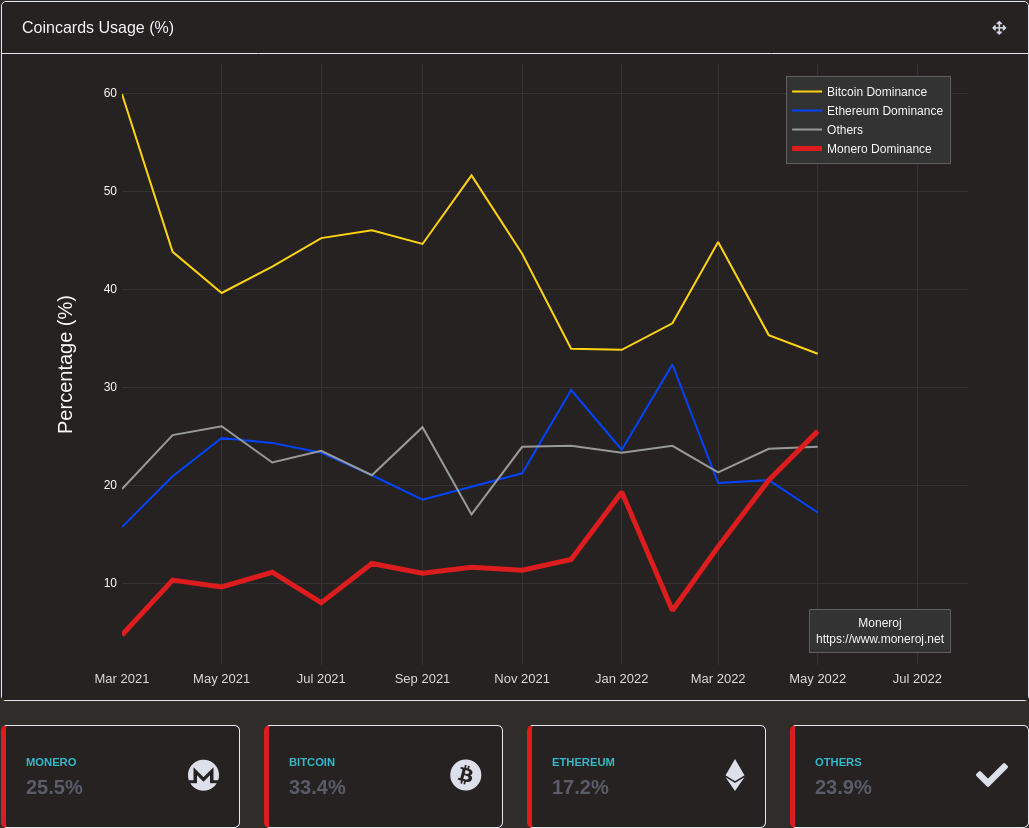 Coincards Usage (%)
Bitcoin Dominance
Ethereum Dominance
Others
Monero Dominance
60
50
40
30
20
10
Percentage (%)
Moneroj
https://www.moneroj.net
Mar 2021 May 2021 Jul 2021 Sep 2021 Nov 2021 Jan 2022 Mar 2022 May 2022 Jul 2022
MONERO
25.5%
BITCOIN
33.4%
ETHEREUM
17.2%
OTHERS
23.9%